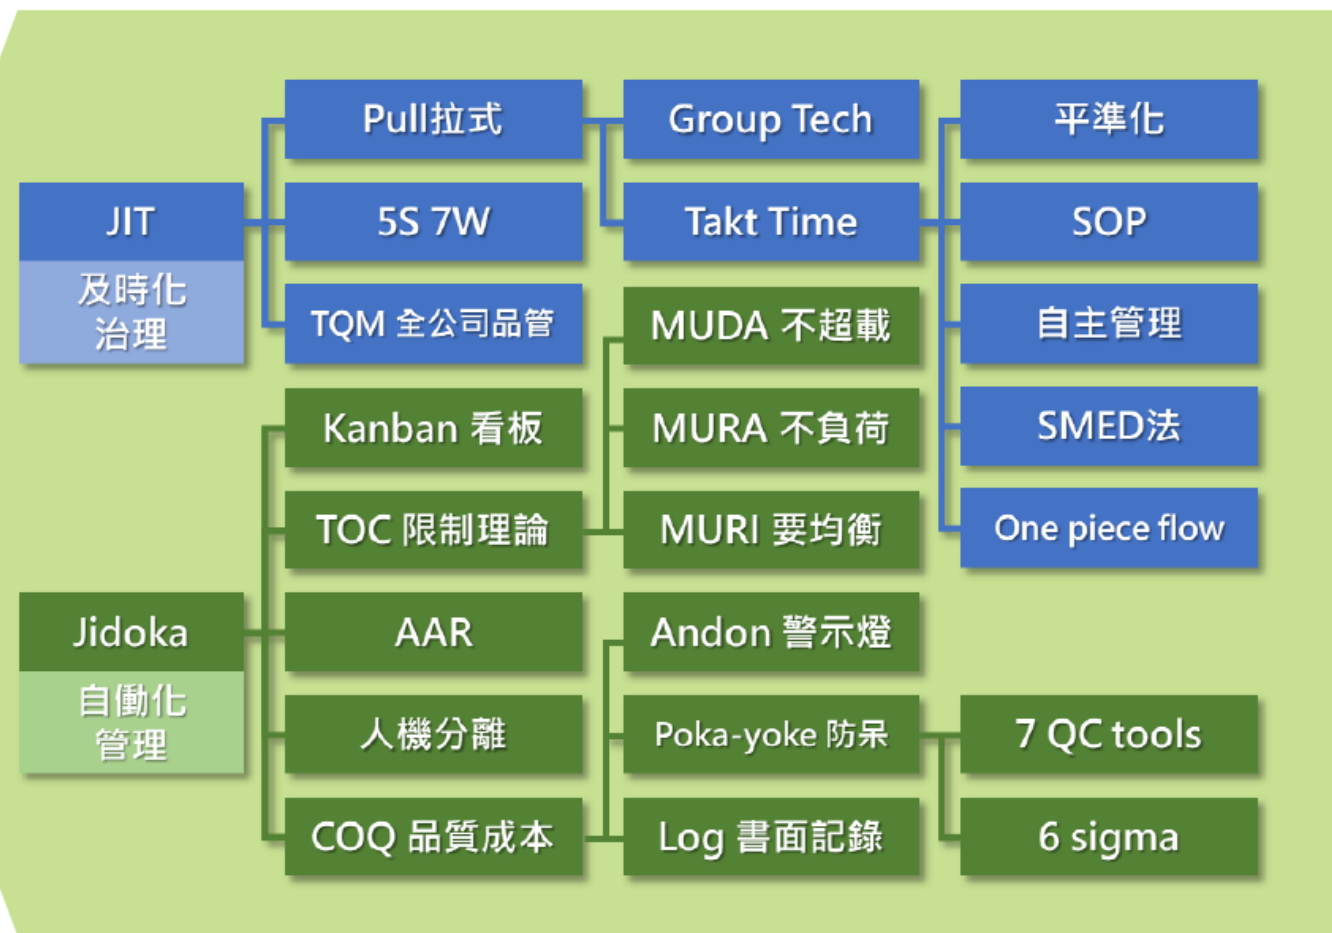 Pull拉式
Group Tech
平準化
JIT
及時化
治理
5S 7W
Takt Time
SOP
TQM 全公司品管
MUDA 不超載
自主管理
Kanban 看板
MURA 不負荷
SMED法
TOC 限制理論
MURI 要均衡
One piece flow
Jidoka
自働化
管理
AAR
Andon 警示燈
人機分離
Poka-yoke 防呆
7 QC tools
COQ 品質成本
Log 書面記錄
6 sigma